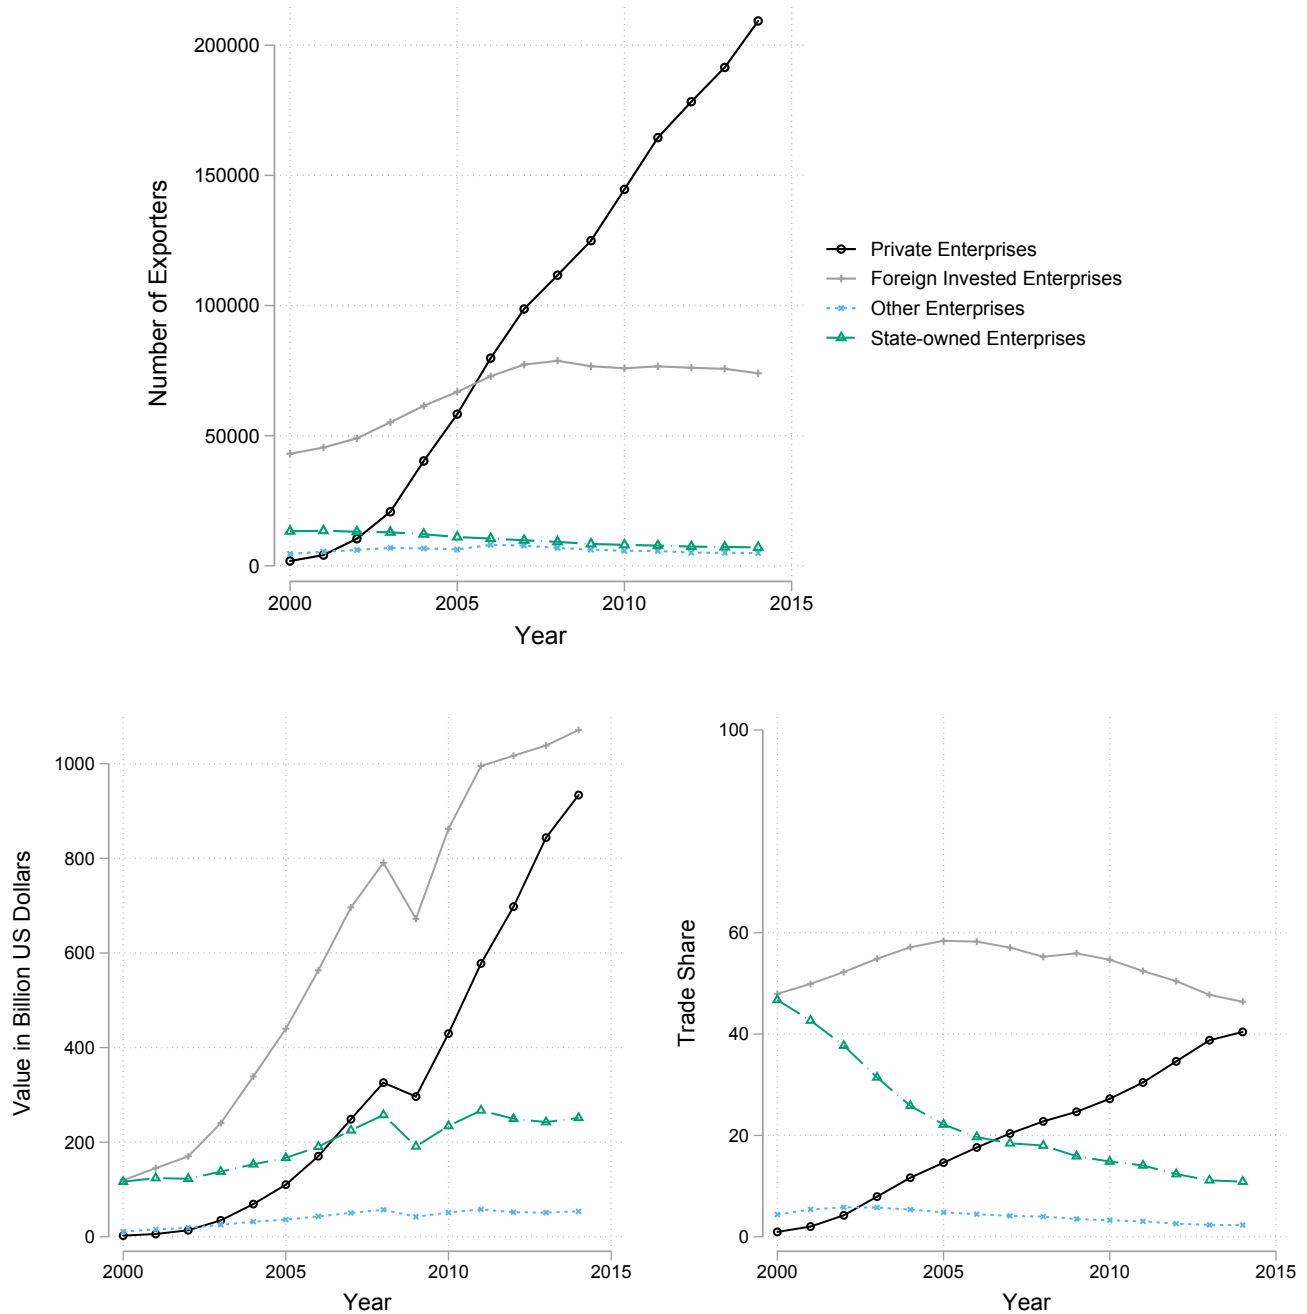 Number of Exporters
200000
150000
100000
50000
0
2000 2005 2010 2015
Year
Private Enterprises
Foreign Invested Enterprises
Other Enterprises
State-owned Enterprises
Value in Billion US Dollars
1000
800
600
400
200
0
2000 2005 2010 2015
Year
Trade Share
100
60
40
20
0
2000 2005 2010 2015
Year